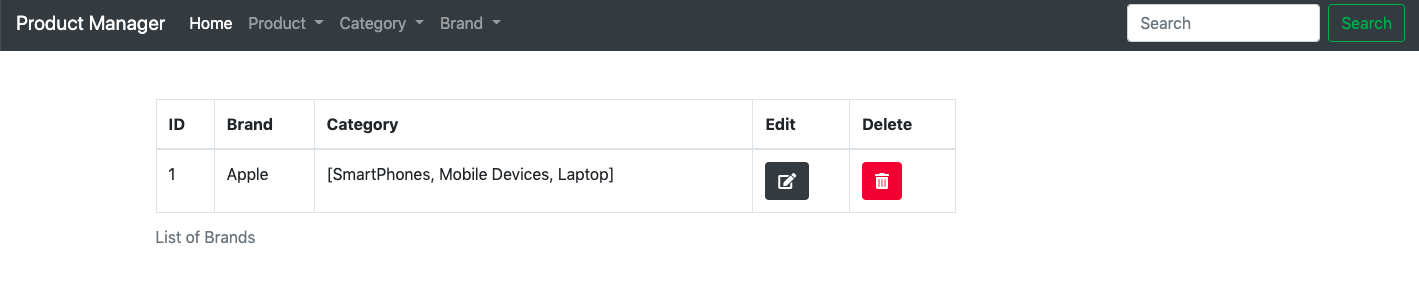 Product Manager Home Product Category Brand Search Search
ID Brand Category Edit Delete
1 Apple [SmartPhones, Mobile Devices, Laptop]
List of Brands